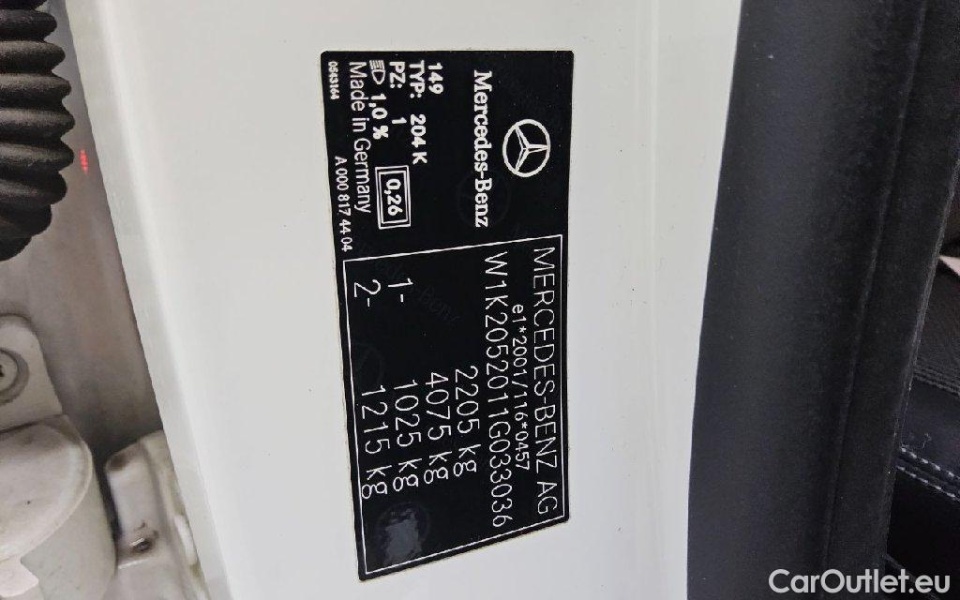 Mercedes-Benz
149
TYP: 204 K
PZ: 1
1,0 %
0,26
Made in Germany
0543164
A 000 817 44 04
MERCEDES-BENZ AG
e1*2001/116*0457
W1K2052011G033036
2205 kg
4075 kg
1- 1025 kg
2- 1215 kg
CarOutlet.eu